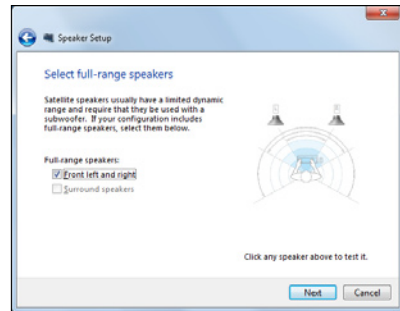 Speaker Setup
Select full-range speakers
Satellite speakers usually have a limited dynamic
range and require that they be used with a
subwoofer. If your configuration includes
full-range speakers, select them below.
Full-range speakers:
Front left and right
Surround speakers
Click any speaker above to test it.
Next
Cancel